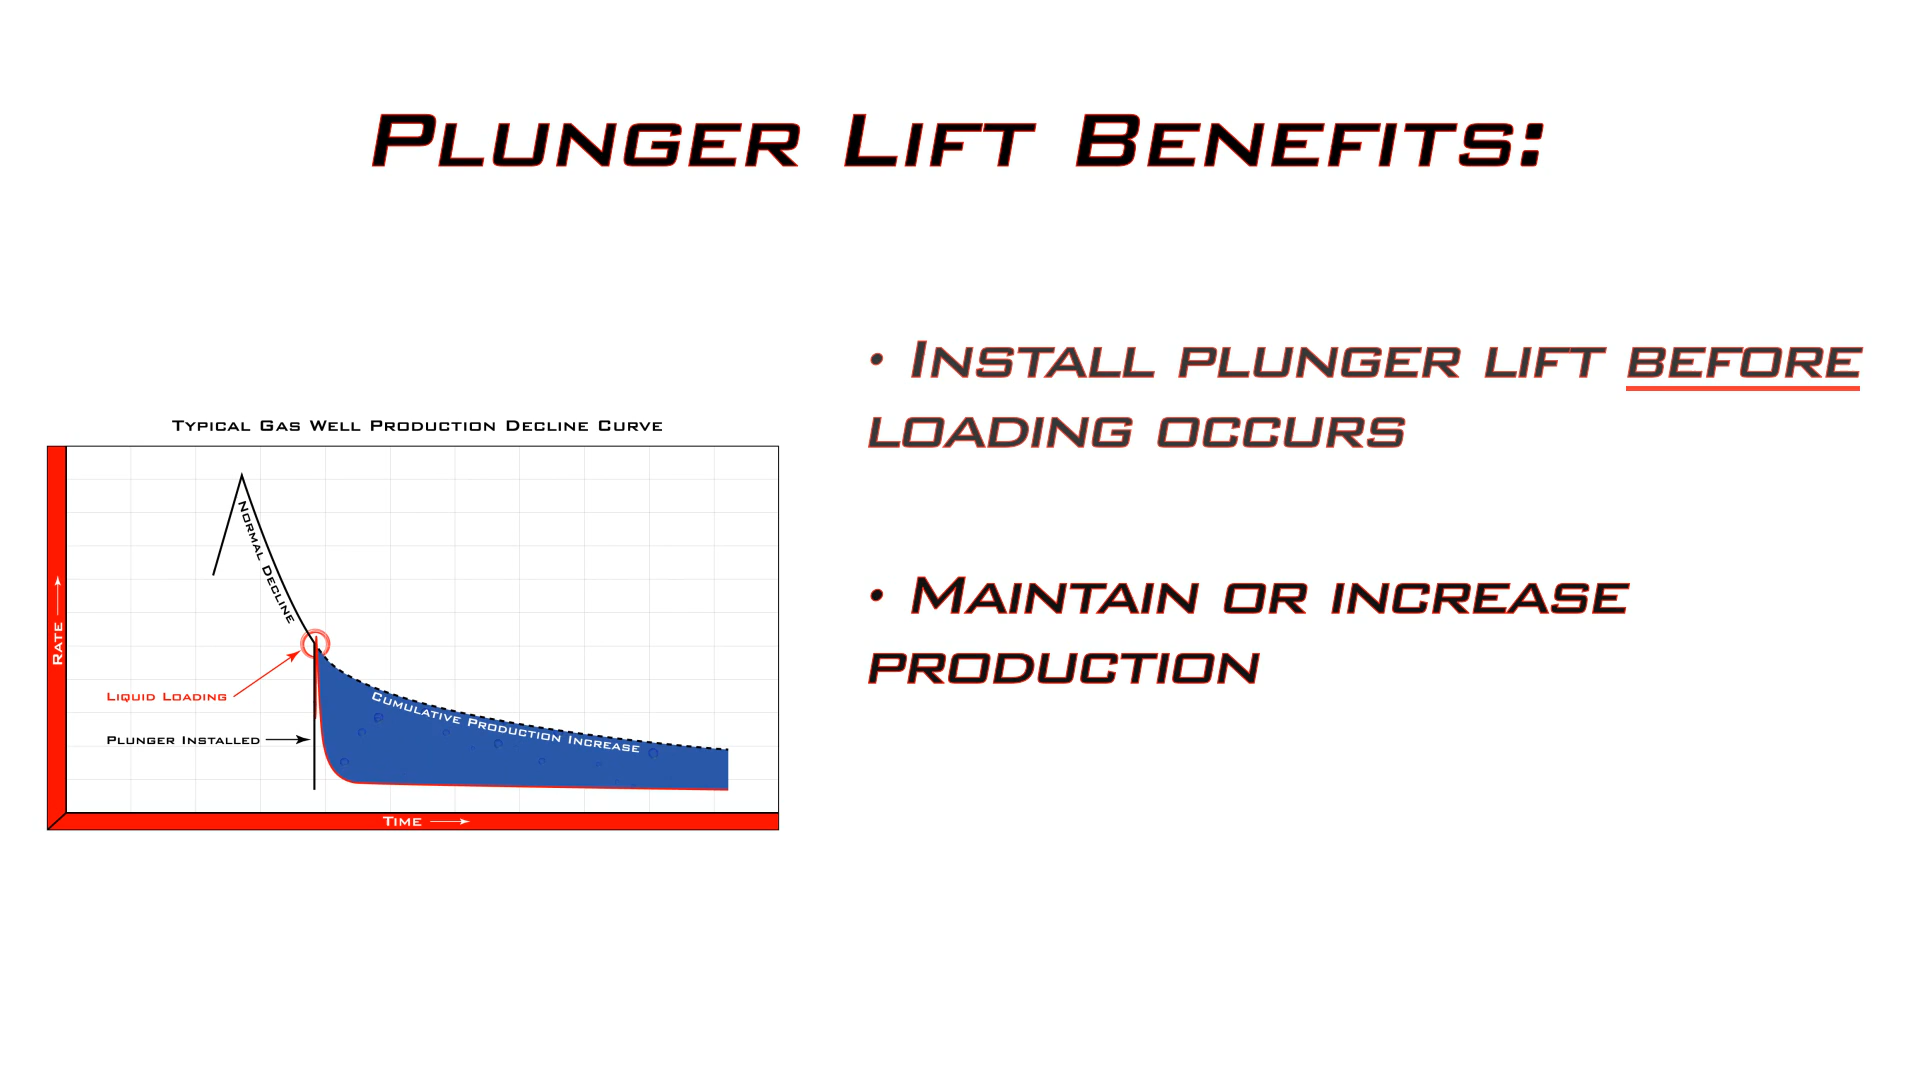 Plunger Lift Benefits:
• Install plunger lift before
loading occurs
• Maintain or increase
production
Typical Gas Well Production Decline Curve
Normal Decline
Liquid Loading
Plunger Installed
Cumulative Production Increase
Rate
Time